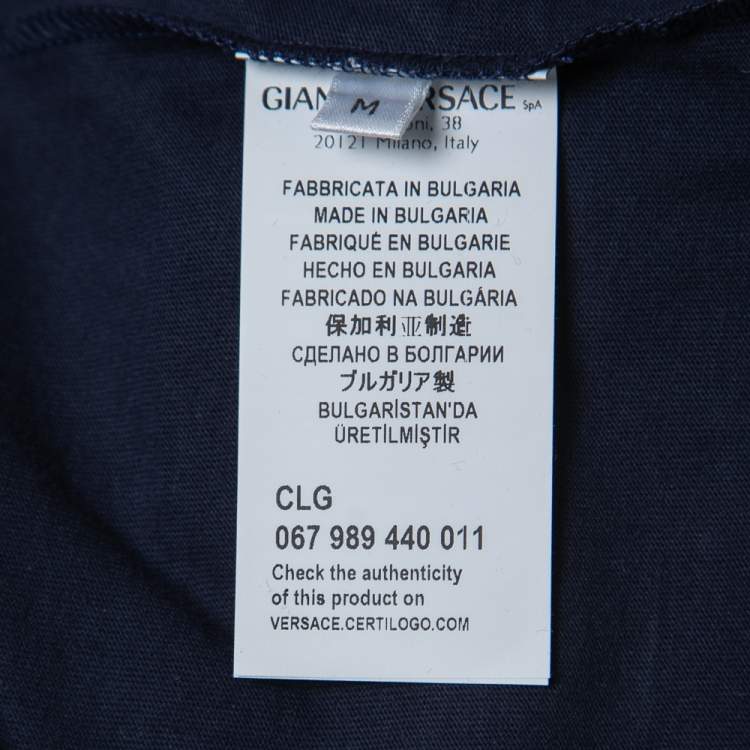 GIAN RSACE SpA
M
oni, 38
20121 Milano, Italy
FABBRICATA IN BULGARIA
MADE IN BULGARIA
FABRIQUÉ EN BULGARIE
HECHO EN BULGARIA
FABRICADO NA BULGÁRIA
保加利亚制造
СДЕЛАНО В БОЛГАРИИ
ブルガリア製
BULGARİSTAN'DA
ÜRETİLMİŞTİR
CLG
067 989 440 011
Check the authenticity
of this product on
VERSACE.CERTILOGO.COM